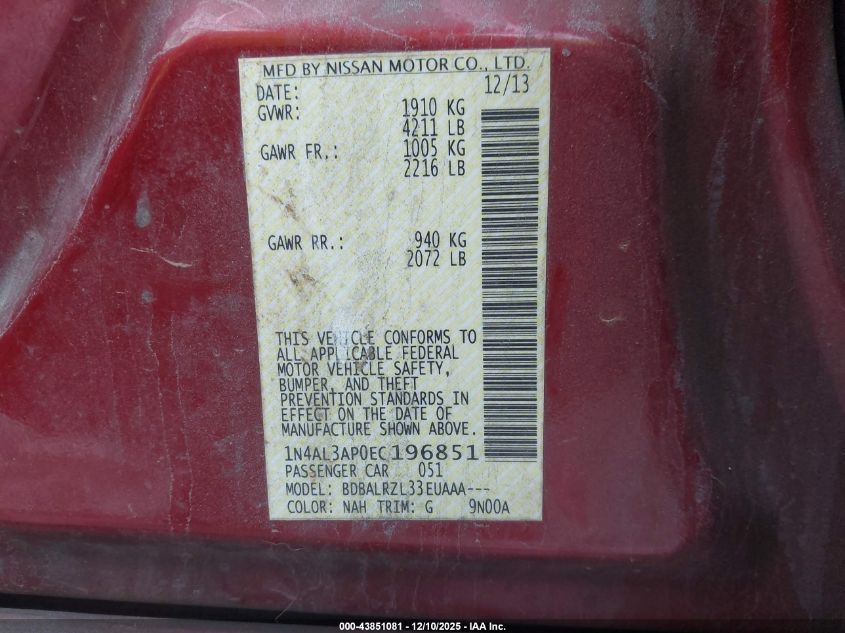 MFD BY NISSAN MOTOR CO., LTD.
DATE: 12/13
GVWR: 1910 KG
4211 LB
GAWR FR.: 1005 KG
2216 LB
GAWR RR.: 940 KG
2072 LB
THIS VEHICLE CONFORMS TO
ALL APPLICABLE FEDERAL
MOTOR VEHICLE SAFETY,
BUMPER, AND THEFT
PREVENTION STANDARDS IN
EFFECT ON THE DATE OF
MANUFACTURE SHOWN ABOVE.
1N4AL3AP0EC196851
PASSENGER CAR 051
MODEL: BDBALRZL33EUAAA---
COLOR: NAH TRIM: G 9N00A
000-43851081 - 12/10/2025 - IAA Inc.